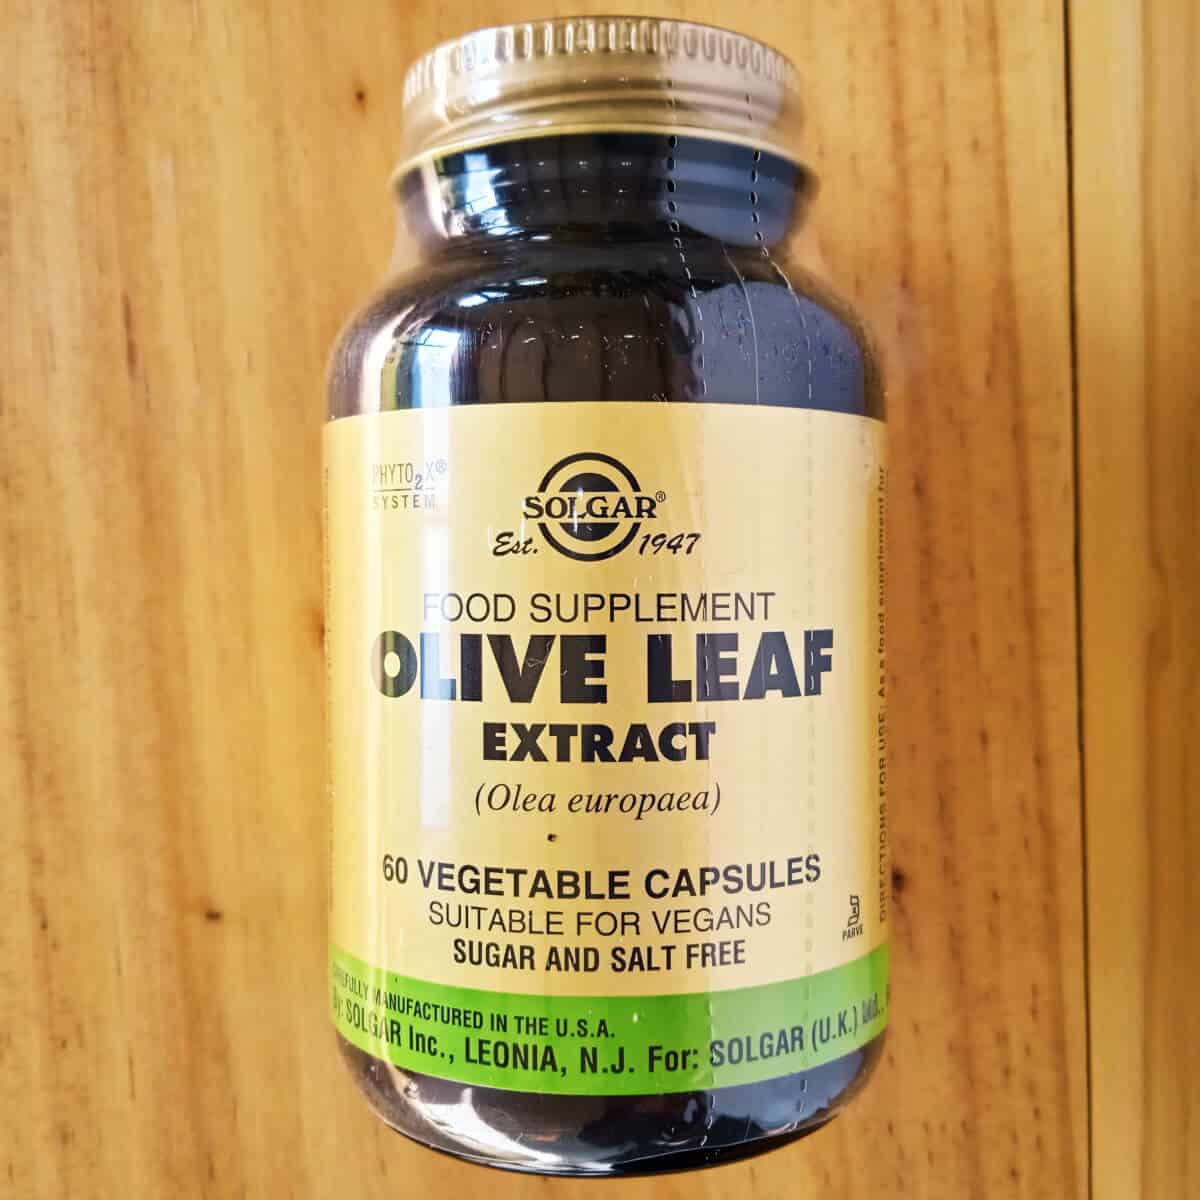 PHYTO2X®
SYSTEM
SOLGAR®
Est. 1947
FOOD SUPPLEMENT
OLIVE LEAF
EXTRACT
(Olea europaea)
60 VEGETABLE CAPSULES
SUITABLE FOR VEGANS
SUGAR AND SALT FREE
PARVE
MANUFACTURED IN THE U.S.A.
By: SOLGAR Inc., LEONIA, N.J. For: SOLGAR (U.K.) Ltd.,
DIRECTIONS FOR USE: As a food supplement for